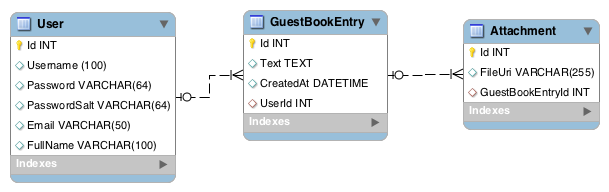 User
Id INT
Username (100)
Password VARCHAR(64)
PasswordSalt VARCHAR(64)
Email VARCHAR(50)
FullName VARCHAR(100)
Indexes
GuestBookEntry
Id INT
Text TEXT
CreatedAt DATETIME
UserId INT
Indexes
Attachment
Id INT
FileUri VARCHAR(255)
GuestBookEntryId INT
Indexes